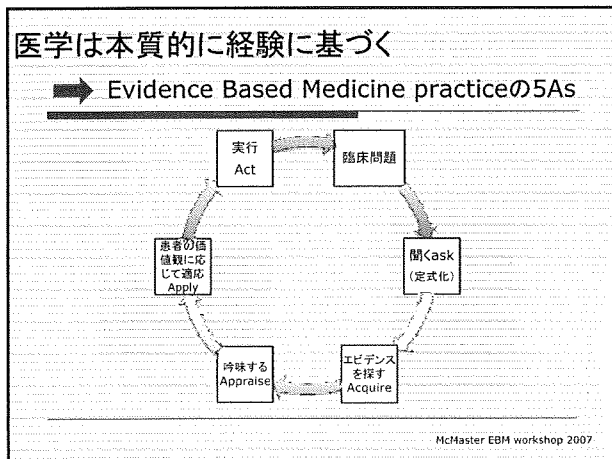 医学は本質的に経験に基づく
Evidence Based Medicine practiceの5As
実行
Act
臨床問題
聞くask
(定式化)
エビデンス
を探す
Acquire
吟味する
Appraise
患者の価
値観に応
じて適応
Apply
McMaster EBM workshop 2007